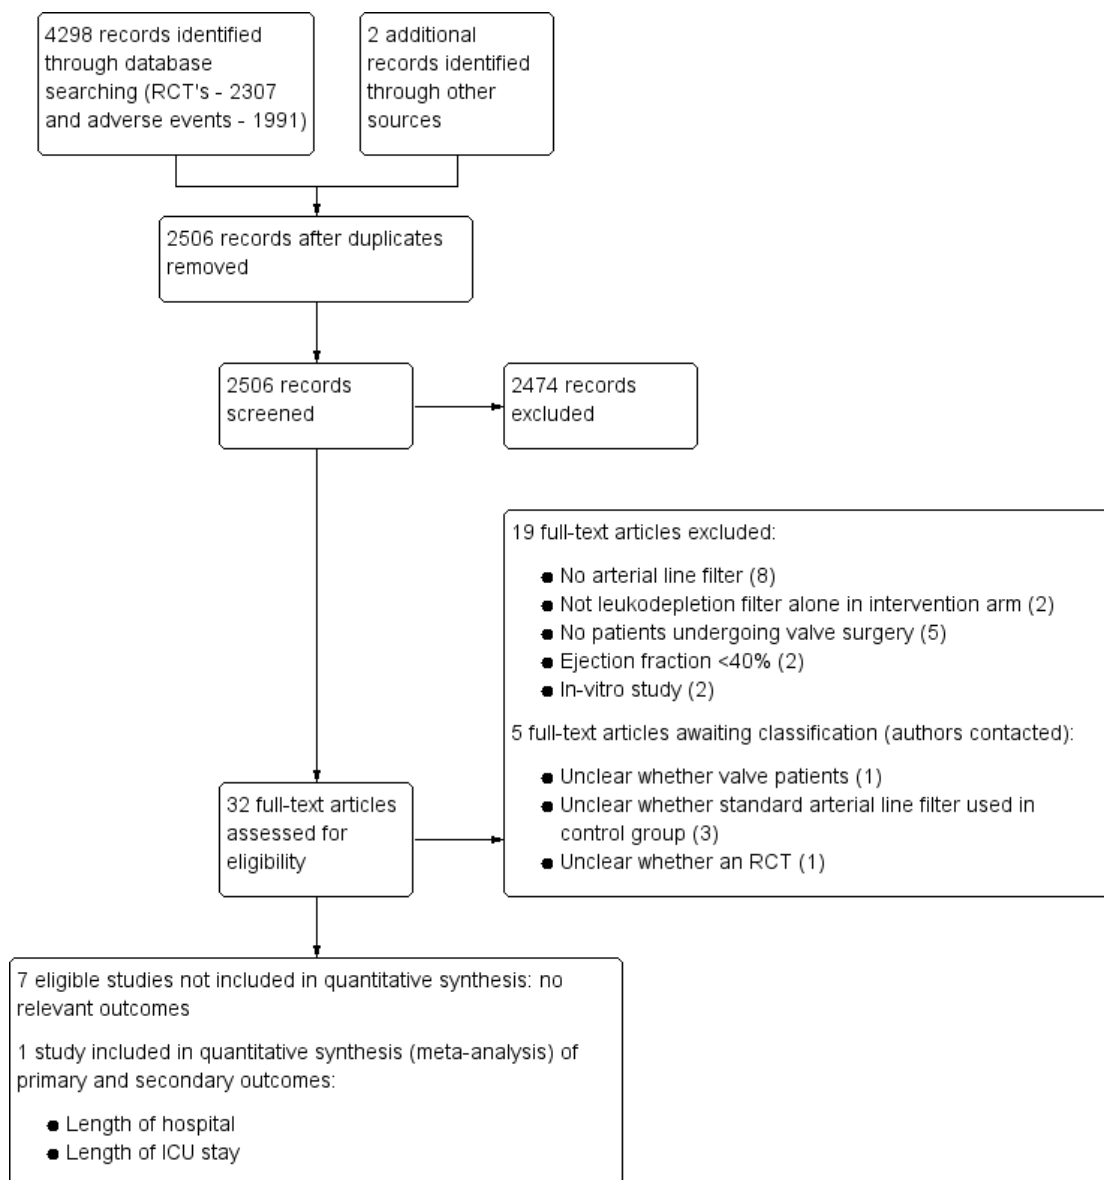 4298 records identified
through database
searching (RCT's - 2307
and adverse events - 1991)
2 additional
records identified
through other
sources
2506 records after duplicates
removed
2506 records
screened
2474 records
excluded
19 full-text articles excluded:
● No arterial line filter (8)
● Not leukodepletion filter alone in intervention arm (2)
● No patients undergoing valve surgery (5)
● Ejection fraction <40% (2)
● In-vitro study (2)
5 full-text articles awaiting classification (authors contacted):
● Unclear whether valve patients (1)
● Unclear whether standard arterial line filter used in
control group (3)
● Unclear whether an RCT (1)
32 full-text articles
assessed for
eligibility
7 eligible studies not included in quantitative synthesis: no
relevant outcomes
1 study included in quantitative synthesis (meta-analysis) of
primary and secondary outcomes:
● Length of hospital
● Length of ICU stay